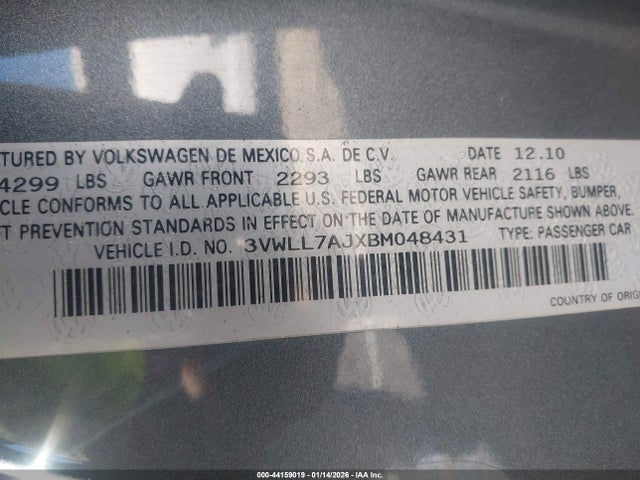 TURED BY VOLKSWAGEN DE MEXICO S.A. DE C.V. DATE 12.10
4299 LBS GAWR FRONT 2293 LBS GAWR REAR 2116 LBS
ICLE CONFORMS TO ALL APPLICABLE U.S. FEDERAL MOTOR VEHICLE SAFETY, BUMPER,
T PREVENTION STANDARDS IN EFFECT ON THE DATE OF MANUFACTURE SHOWN ABOVE.
VEHICLE I.D. NO. 3VWLL7AJXBM048431 TYPE: PASSENGER CAR
COUNTRY OF ORIG
000-44159019 - 01/14/2026 - IAA Inc.